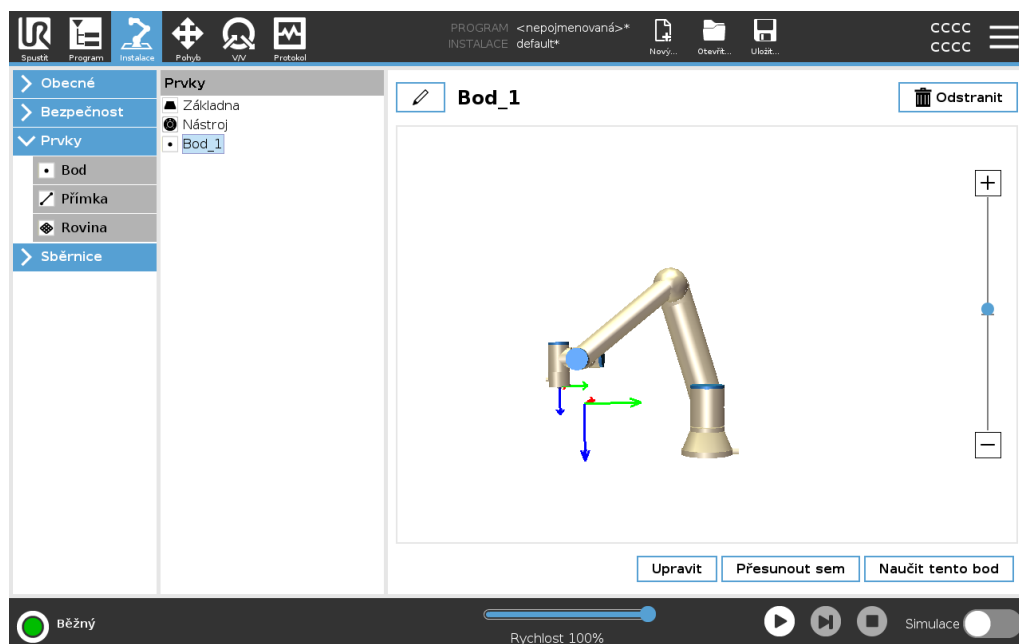 UR
Spustit
Program
Instalace
Pohyb
V/V
Protokol
PROGRAM <nepojmenovaná>*
INSTALACE default*
Nový...
Otevřít...
Uložit...
CCCC
CCCC
Obecné
Bezpečnost
Prvky
Bod
Přímka
Rovina
Sběrnice
Prvky
Základna
Nástroj
Bod_1
Bod_1
Odstranit
Upravit
Přesunout sem
Naučit tento bod
Běžný
Rychlost 100%
Simulace